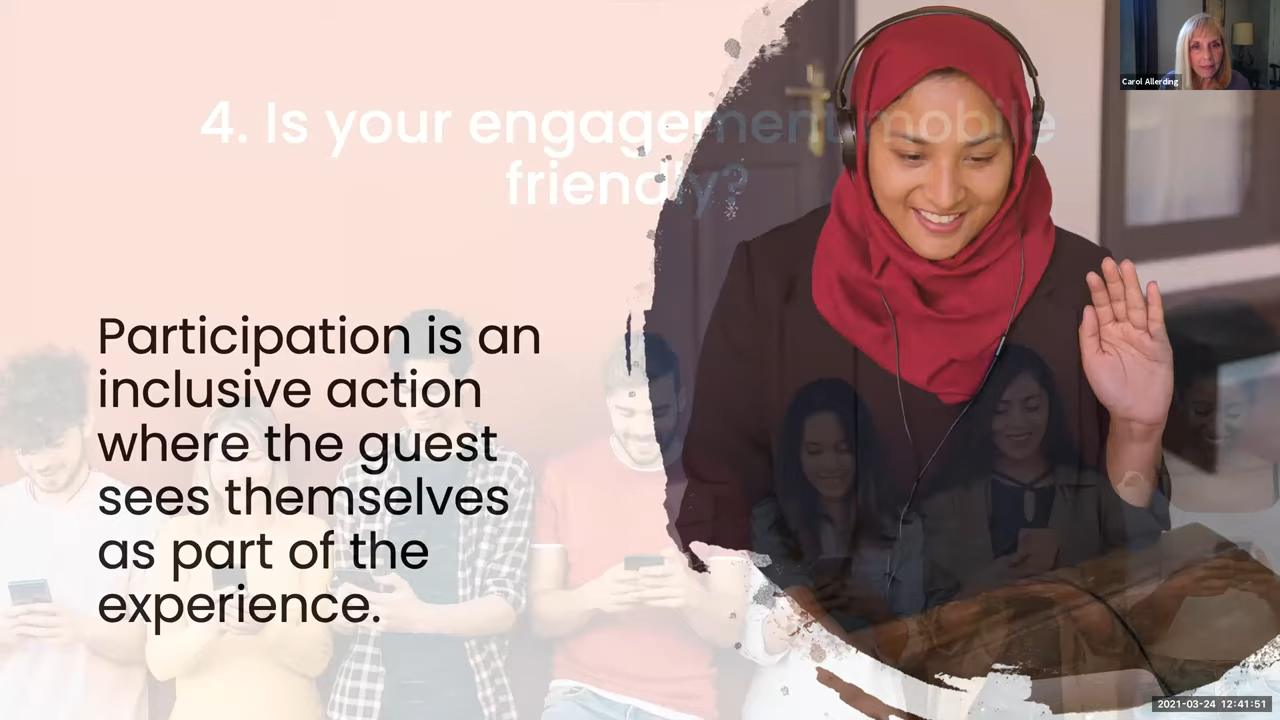 Carol Allerding
4. Is your engagement mobile
friendly?
Participation is an
inclusive action
where the guest
sees themselves
as part of the
experience.
2021-03-24 12:41:51